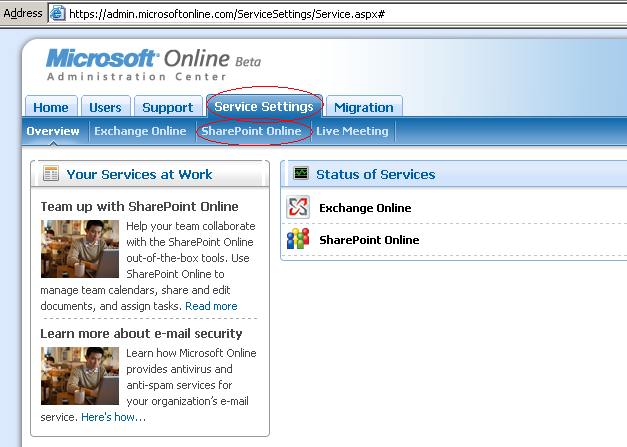 Address https://admin.microsoftonline.com/ServiceSettings/Service.aspx#
Microsoft® Online Beta
Administration Center
Home Users Support Service Settings Migration
Overview Exchange Online SharePoint Online Live Meeting
Your Services at Work
Team up with SharePoint Online
Help your team collaborate
with the SharePoint Online
out-of-the-box tools. Use
SharePoint Online to
manage team calendars, share and edit
documents, and assign tasks. Read more
Learn more about e-mail security
Learn how Microsoft Online
provides antivirus and
anti-spam services for
your organization's e-mail
service. Here's how...
Status of Services
Exchange Online
SharePoint Online